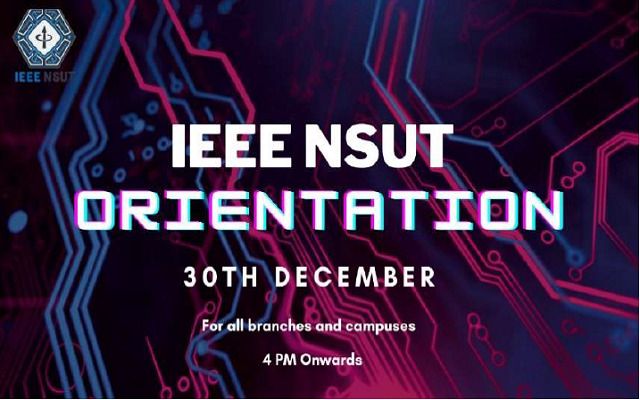 IEEE NSUT
IEEE NSUT
ORIENTATION
30TH DECEMBER
For all branches and campuses
4 PM Onwards